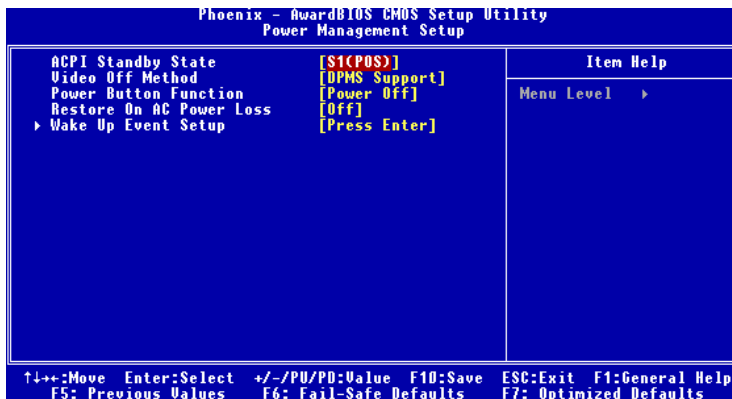 Phoenix - AwardBIOS CMOS Setup Utility
Power Management Setup
ACPI Standby State [S1(POS)]
Video Off Method [DPMS Support]
Power Button Function [Power Off]
Restore On AC Power Loss [Off]
▸ Wake Up Event Setup [Press Enter]
Item Help
Menu Level ▸
↑↓→←:Move Enter:Select +/-/PU/PD:Value F10:Save ESC:Exit F1:General Help
F5: Previous Values F6: Fail-Safe Defaults F7: Optimized Defaults